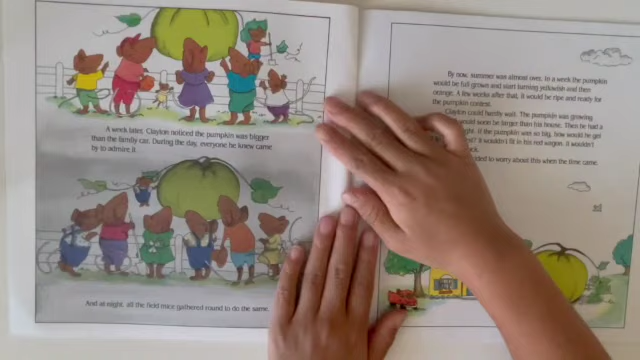 A week later, Clayton noticed the pumpkin was bigger
than the family car. During the day, everyone he knew came
by to admire it.
And at night, all the field mice gathered round to do the same.
By now, summer was almost over. In a week the pumpkin
would be full grown and start turning yellowish and then
orange. A few weeks after that, it would be ripe and ready for
the pumpkin contest.
Clayton could hardly wait. The pumpkin was growing
would soon be larger than his house. Then he had a
If the pumpkin was so big, how would he get
It wouldn't fit in his red wagon. It wouldn't
to worry about this when the time came.